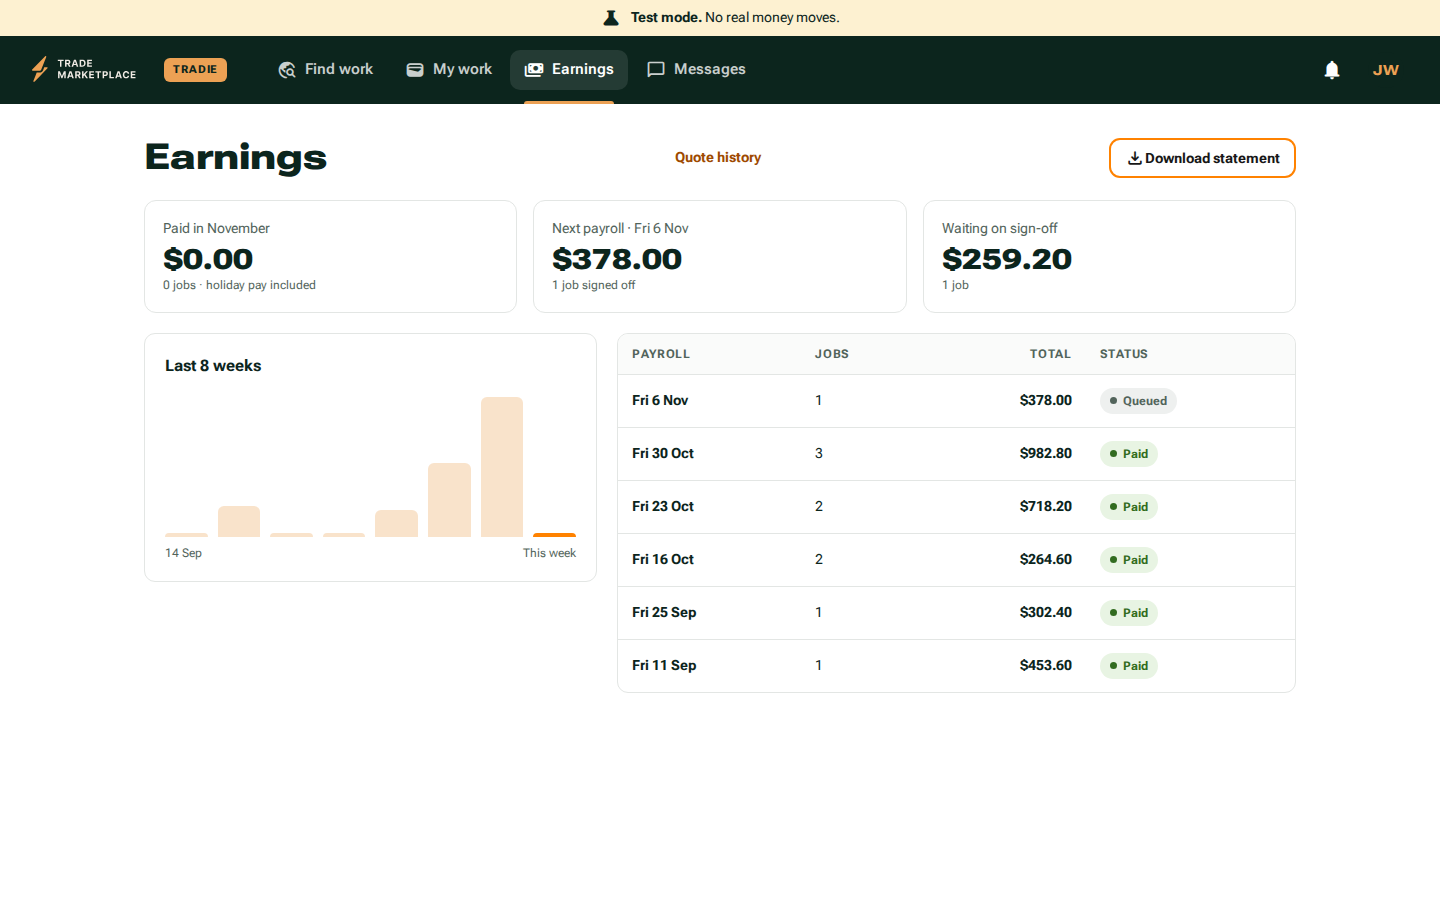 Test mode. No real money moves.
TRADE
MARKETPLACE
TRADIE
Find work
My work
Earnings
Messages
JW
Earnings
Quote history
Download statement
Paid in November
$0.00
0 jobs · holiday pay included
Next payroll · Fri 6 Nov
$378.00
1 job signed off
Waiting on sign-off
$259.20
1 job
Last 8 weeks
14 Sep
This week
PAYROLL JOBS TOTAL STATUS
Fri 6 Nov 1 $378.00 Queued
Fri 30 Oct 3 $982.80 Paid
Fri 23 Oct 2 $718.20 Paid
Fri 16 Oct 2 $264.60 Paid
Fri 25 Sep 1 $302.40 Paid
Fri 11 Sep 1 $453.60 Paid